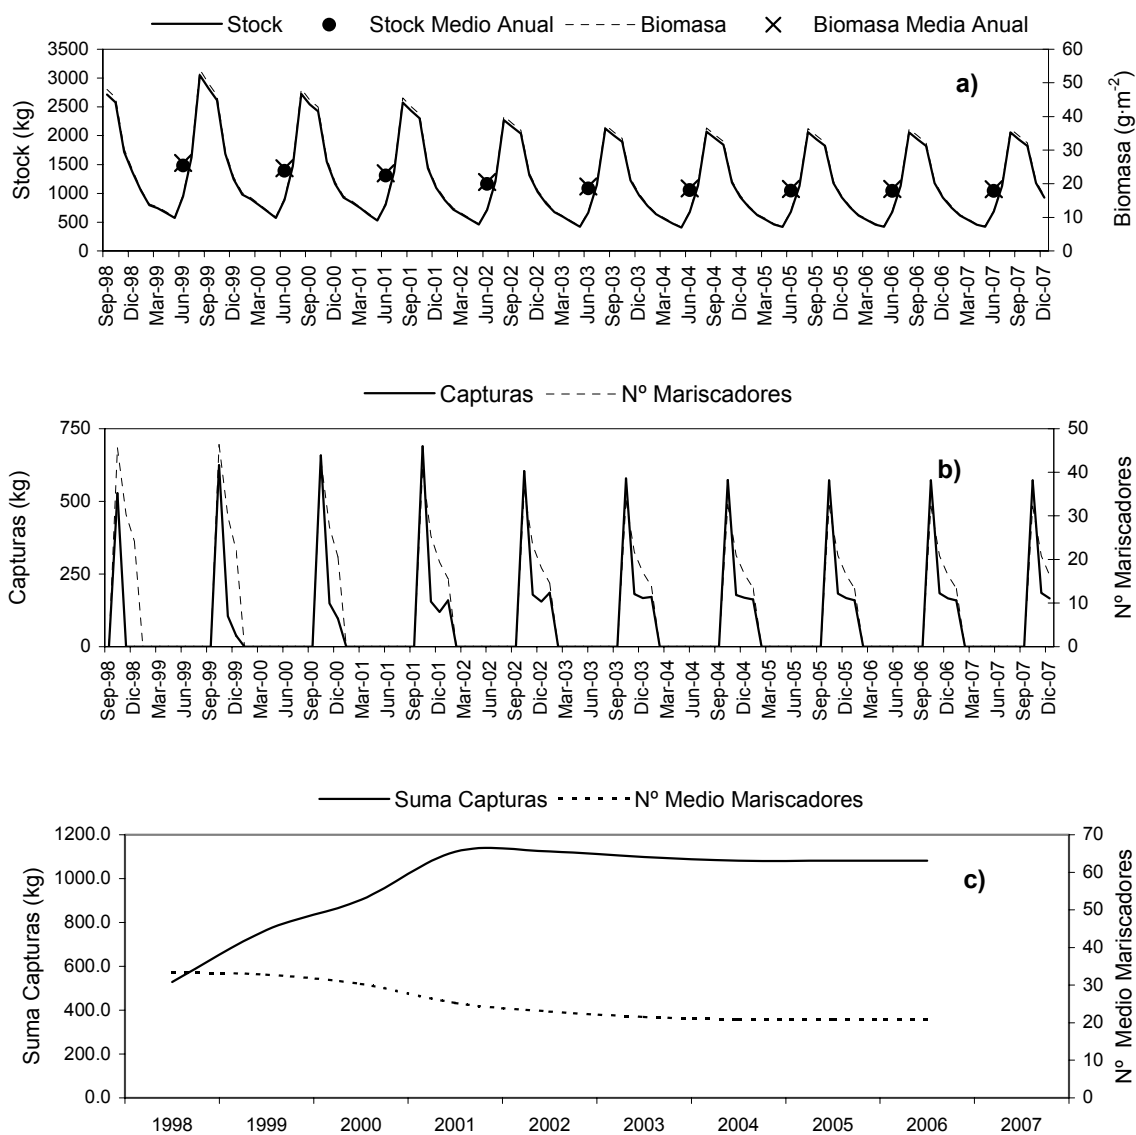 Stock Stock Medio Anual Biomasa Biomasa Media Anual
a)
Stock (kg)
3500
3000
2500
2000
1500
1000
500
0
Biomasa (g·m-2)
60
50
40
30
20
10
0
Sep-98 Dic-98 Mar-99 Jun-99 Sep-99 Dic-99 Mar-00 Jun-00 Sep-00 Dic-00 Mar-01 Jun-01 Sep-01 Dic-01 Mar-02 Jun-02 Sep-02 Dic-02 Mar-03 Jun-03 Sep-03 Dic-03 Mar-04 Jun-04 Sep-04 Dic-04 Mar-05 Jun-05 Sep-05 Dic-05 Mar-06 Jun-06 Sep-06 Dic-06 Mar-07 Jun-07 Sep-07 Dic-07
Capturas Nº Mariscadores
b)
Capturas (kg)
750
500
250
0
Nº Mariscadores
50
40
30
20
10
0
Sep-98 Dic-98 Mar-99 Jun-99 Sep-99 Dic-99 Mar-00 Jun-00 Sep-00 Dic-00 Mar-01 Jun-01 Sep-01 Dic-01 Mar-02 Jun-02 Sep-02 Dic-02 Mar-03 Jun-03 Sep-03 Dic-03 Mar-04 Jun-04 Sep-04 Dic-04 Mar-05 Jun-05 Sep-05 Dic-05 Mar-06 Jun-06 Sep-06 Dic-06 Mar-07 Jun-07 Sep-07 Dic-07
Suma Capturas Nº Medio Mariscadores
c)
Suma Capturas (kg)
1200.0
1000.0
800.0
600.0
400.0
200.0
0.0
Nº Medio Mariscadores
70
60
50
40
30
20
10
0
1998 1999 2000 2001 2002 2003 2004 2005 2006 2007